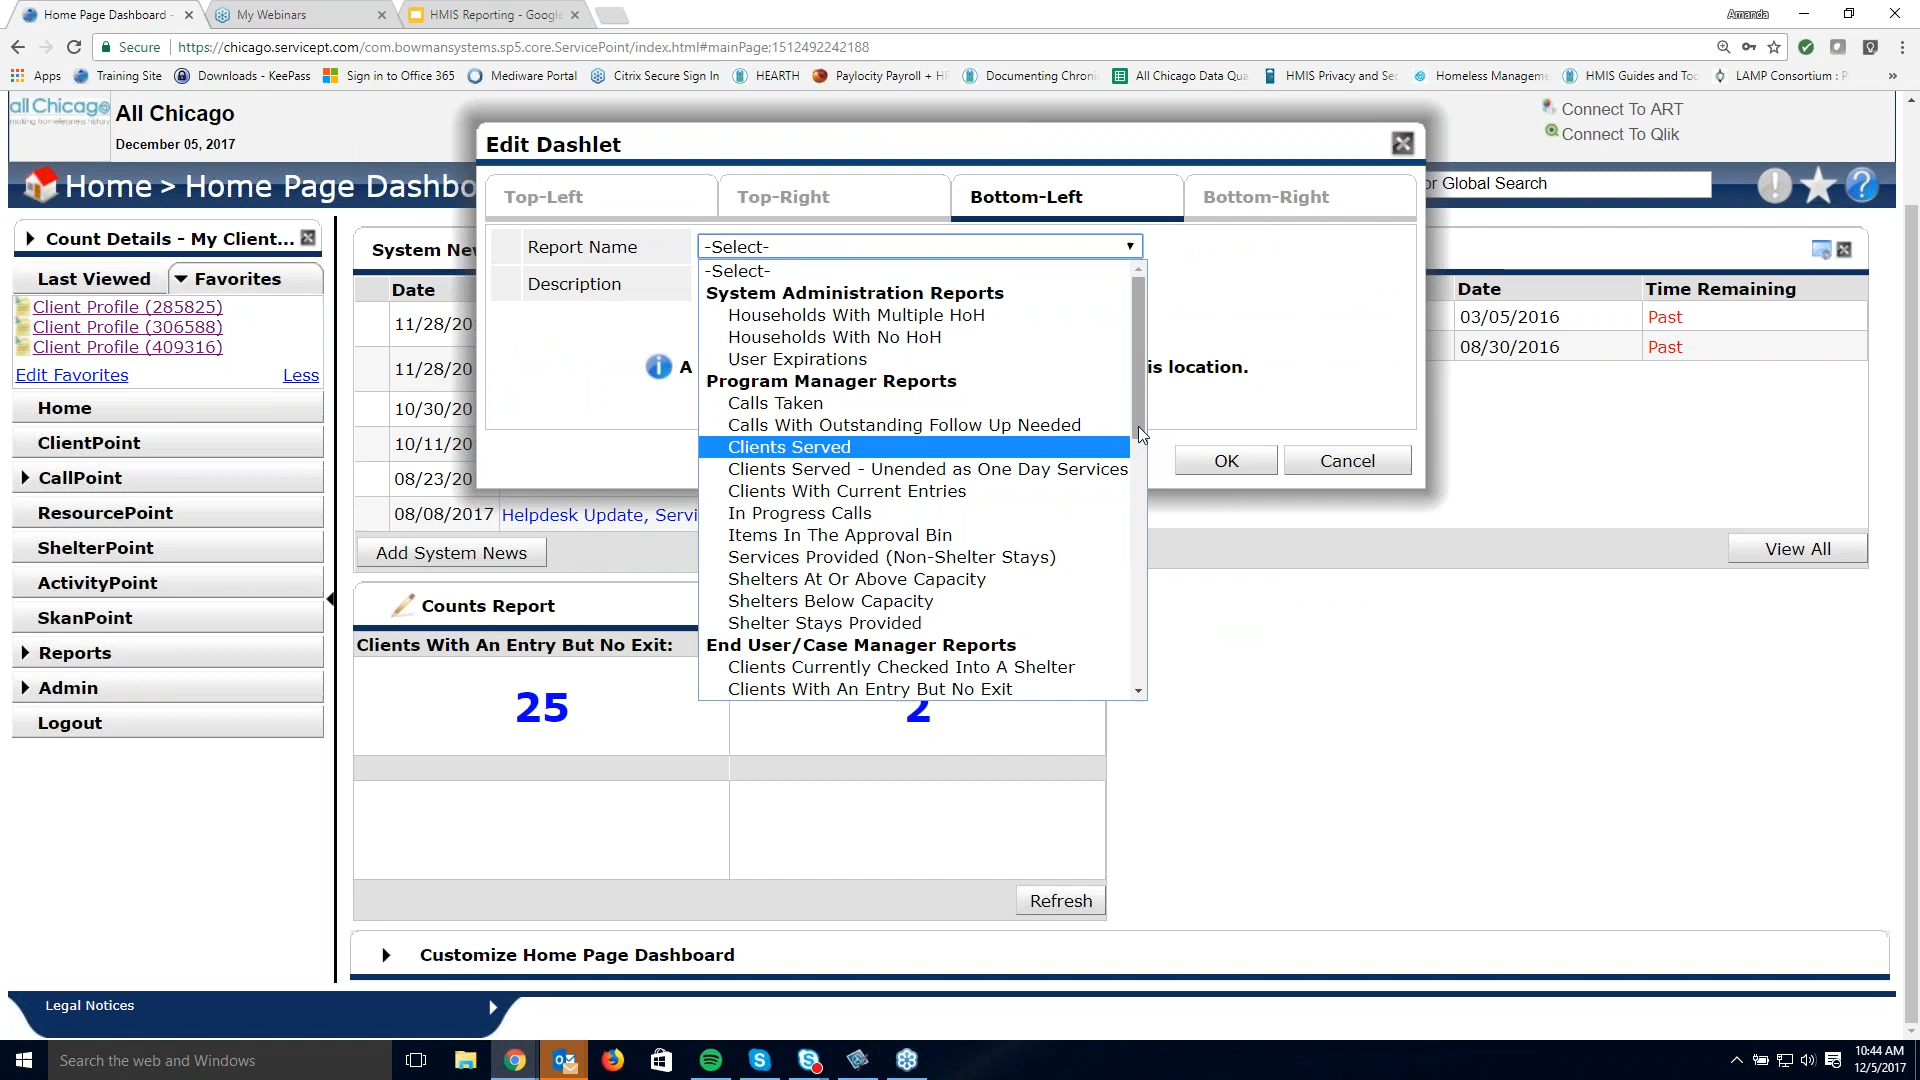 Home Page Dashboard -
My Webinars
HMIS Reporting - Google
Amanda
Secure
https://chicago.servicept.com/com.bowmansystems.sp5.core.ServicePoint/index.html#mainPage;1512492242188
Apps
Training Site
Downloads - KeePass
Sign in to Office 365
Mediware Portal
Citrix Secure Sign In
HEARTH
Paylocity Payroll + H
Documenting Chroni
All Chicago Data Qua
HMIS Privacy and Sec
Homeless Manageme
HMIS Guides and Too
LAMP Consortium : P
»
all Chicago
making homelessness history
All Chicago
December 05, 2017
Connect To ART
Connect To Qlik
Home > Home Page Dashbo
or Global Search
Edit Dashlet
Top-Left
Top-Right
Bottom-Left
Bottom-Right
Report Name
-Select-
Description
A
is location.
OK
Cancel
-Select-
System Administration Reports
Households With Multiple HoH
Households With No HoH
User Expirations
Program Manager Reports
Calls Taken
Calls With Outstanding Follow Up Needed
Clients Served
Clients Served - Unended as One Day Services
Clients With Current Entries
In Progress Calls
Items In The Approval Bin
Services Provided (Non-Shelter Stays)
Shelters At Or Above Capacity
Shelters Below Capacity
Shelter Stays Provided
End User/Case Manager Reports
Clients Currently Checked Into A Shelter
Clients With An Entry But No Exit
Count Details - My Client...
Last Viewed
Favorites
Client Profile (285825)
Client Profile (306588)
Client Profile (409316)
Edit Favorites
Less
Home
ClientPoint
CallPoint
ResourcePoint
ShelterPoint
ActivityPoint
SkanPoint
Reports
Admin
Logout
System Ne
Date
11/28/20
11/28/20
10/30/20
10/11/20
08/23/20
08/08/2017 Helpdesk Update, Servi
Add System News
Date
Time Remaining
03/05/2016
Past
08/30/2016
Past
View All
Counts Report
Clients With An Entry But No Exit:
25
2
Refresh
Customize Home Page Dashboard
Legal Notices
Search the web and Windows
10:44 AM
12/5/2017